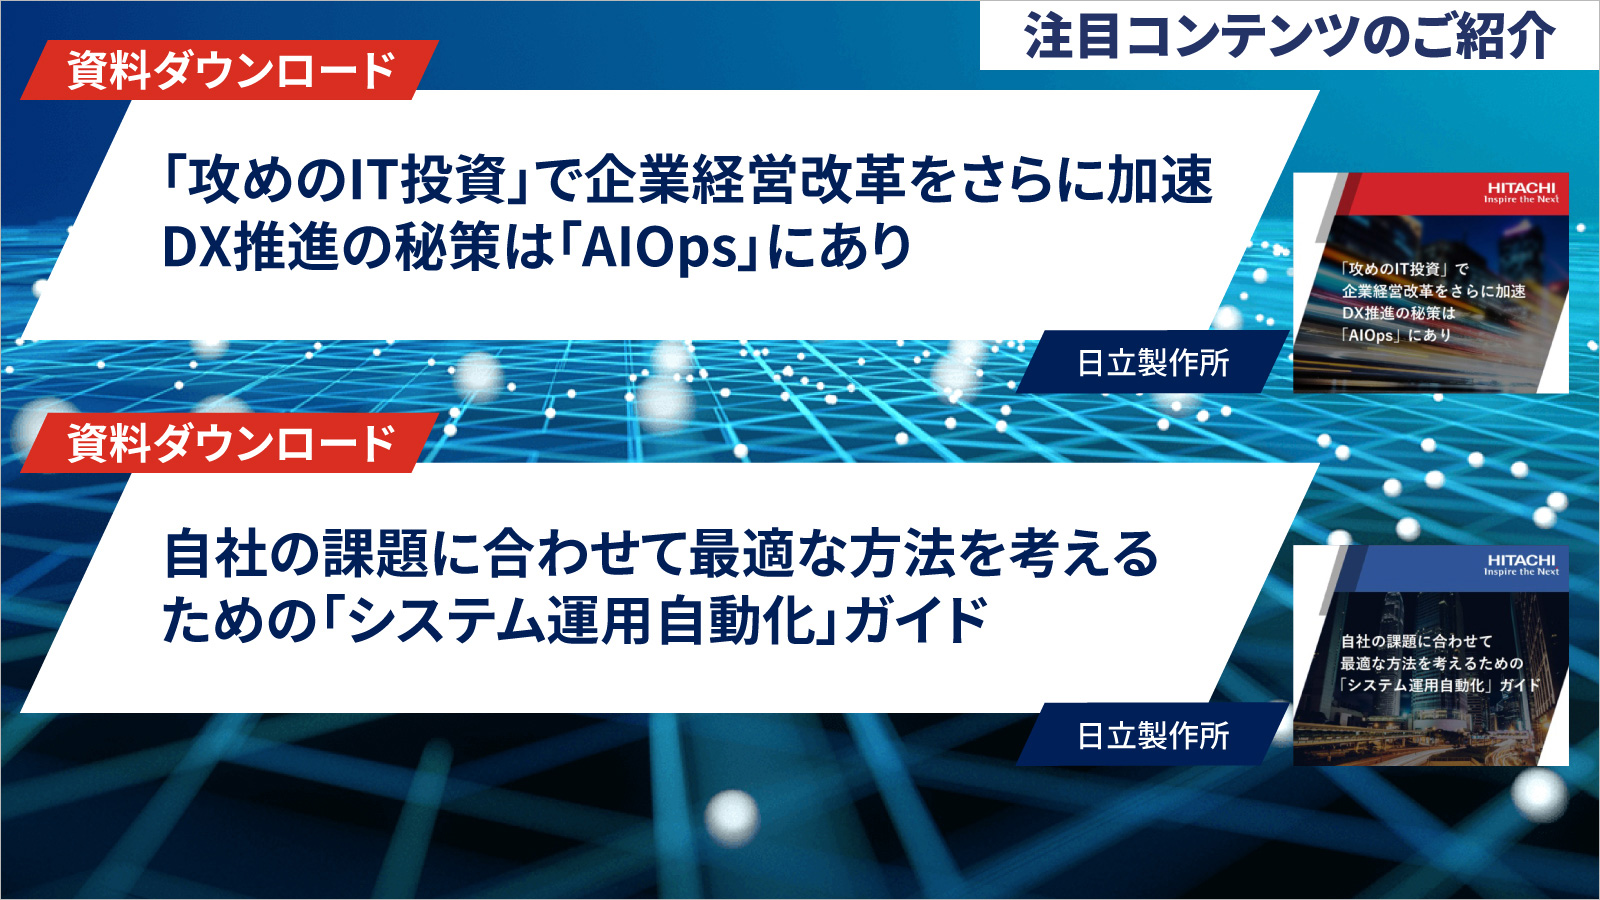 注目コンテンツのご紹介
資料ダウンロード
「攻めのIT投資」で企業経営改革をさらに加速
DX推進の秘策は「AIOps」にあり
日立製作所
HITACHI
Inspire the Next
「攻めのIT投資」で
企業経営改革をさらに加速
DX推進の秘策は
「AIOps」にあり
資料ダウンロード
自社の課題に合わせて最適な方法を考える
ための「システム運用自動化」ガイド
日立製作所
HITACHI
Inspire the Next
自社の課題に合わせて
最適な方法を考えるための
「システム運用自動化」ガイド